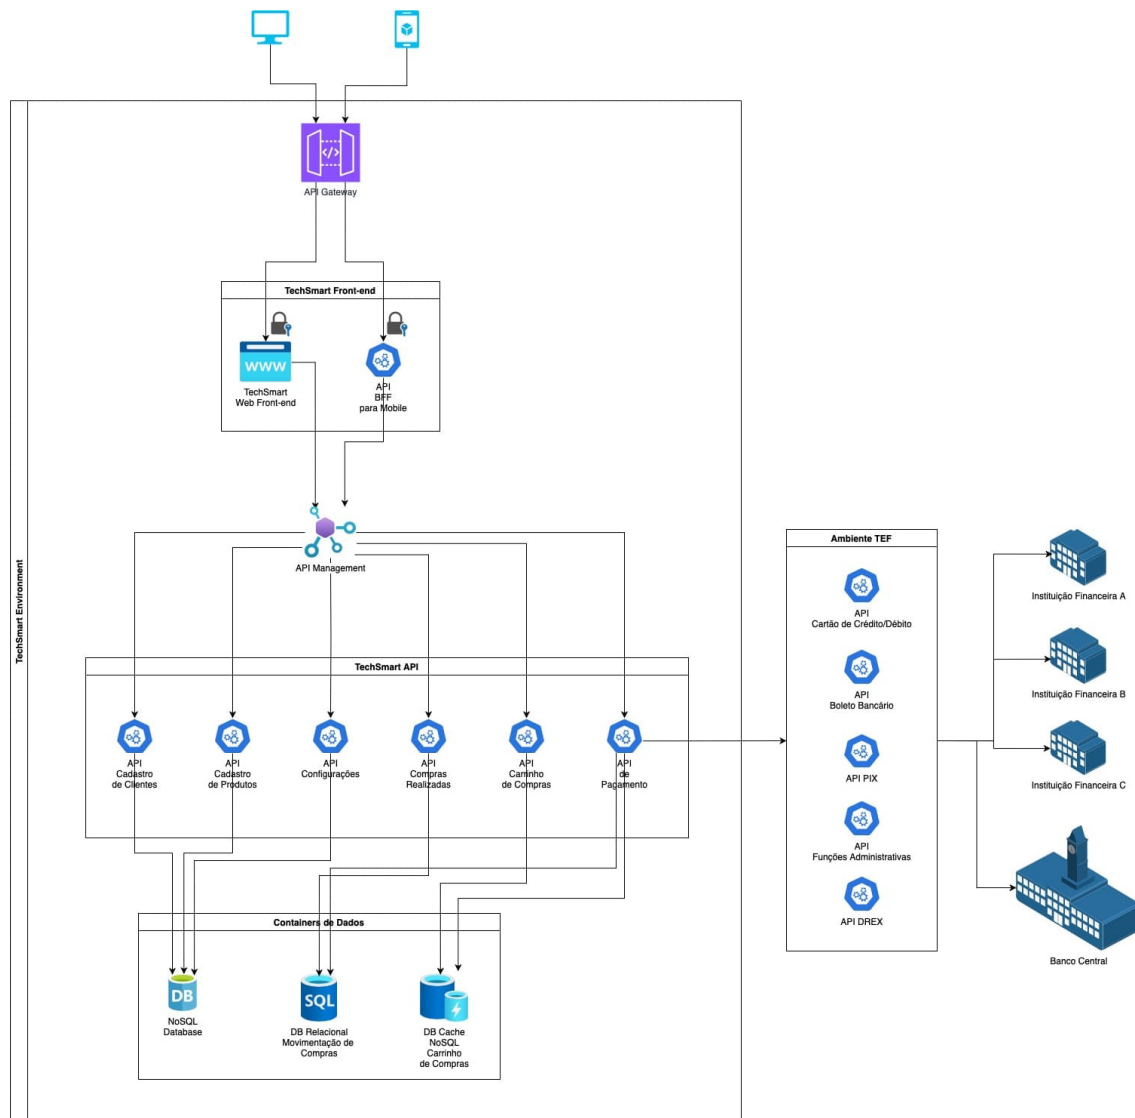 </>
API Gateway
TechSmart Front-end
WWW
TechSmart
Web Front-end
API
BFF
para Mobile
API Management
TechSmart Environment
TechSmart API
API
Cadastro
de Clientes
API
Cadastro
de Produtos
API
Configurações
API
Compras
Realizadas
API
Carrinho
de Compras
API
de
Pagamento
Containers de Dados
DB
NoSQL
Database
SQL
DB Relacional
Movimentação de
Compras
DB Cache
NoSQL
Carrinho
de Compras
Ambiente TEF
API
Cartão de Crédito/Débito
API
Boleto Bancário
API PIX
API
Funções Administrativas
API DREX
Instituição Financeira A
Instituição Financeira B
Instituição Financeira C
Banco Central